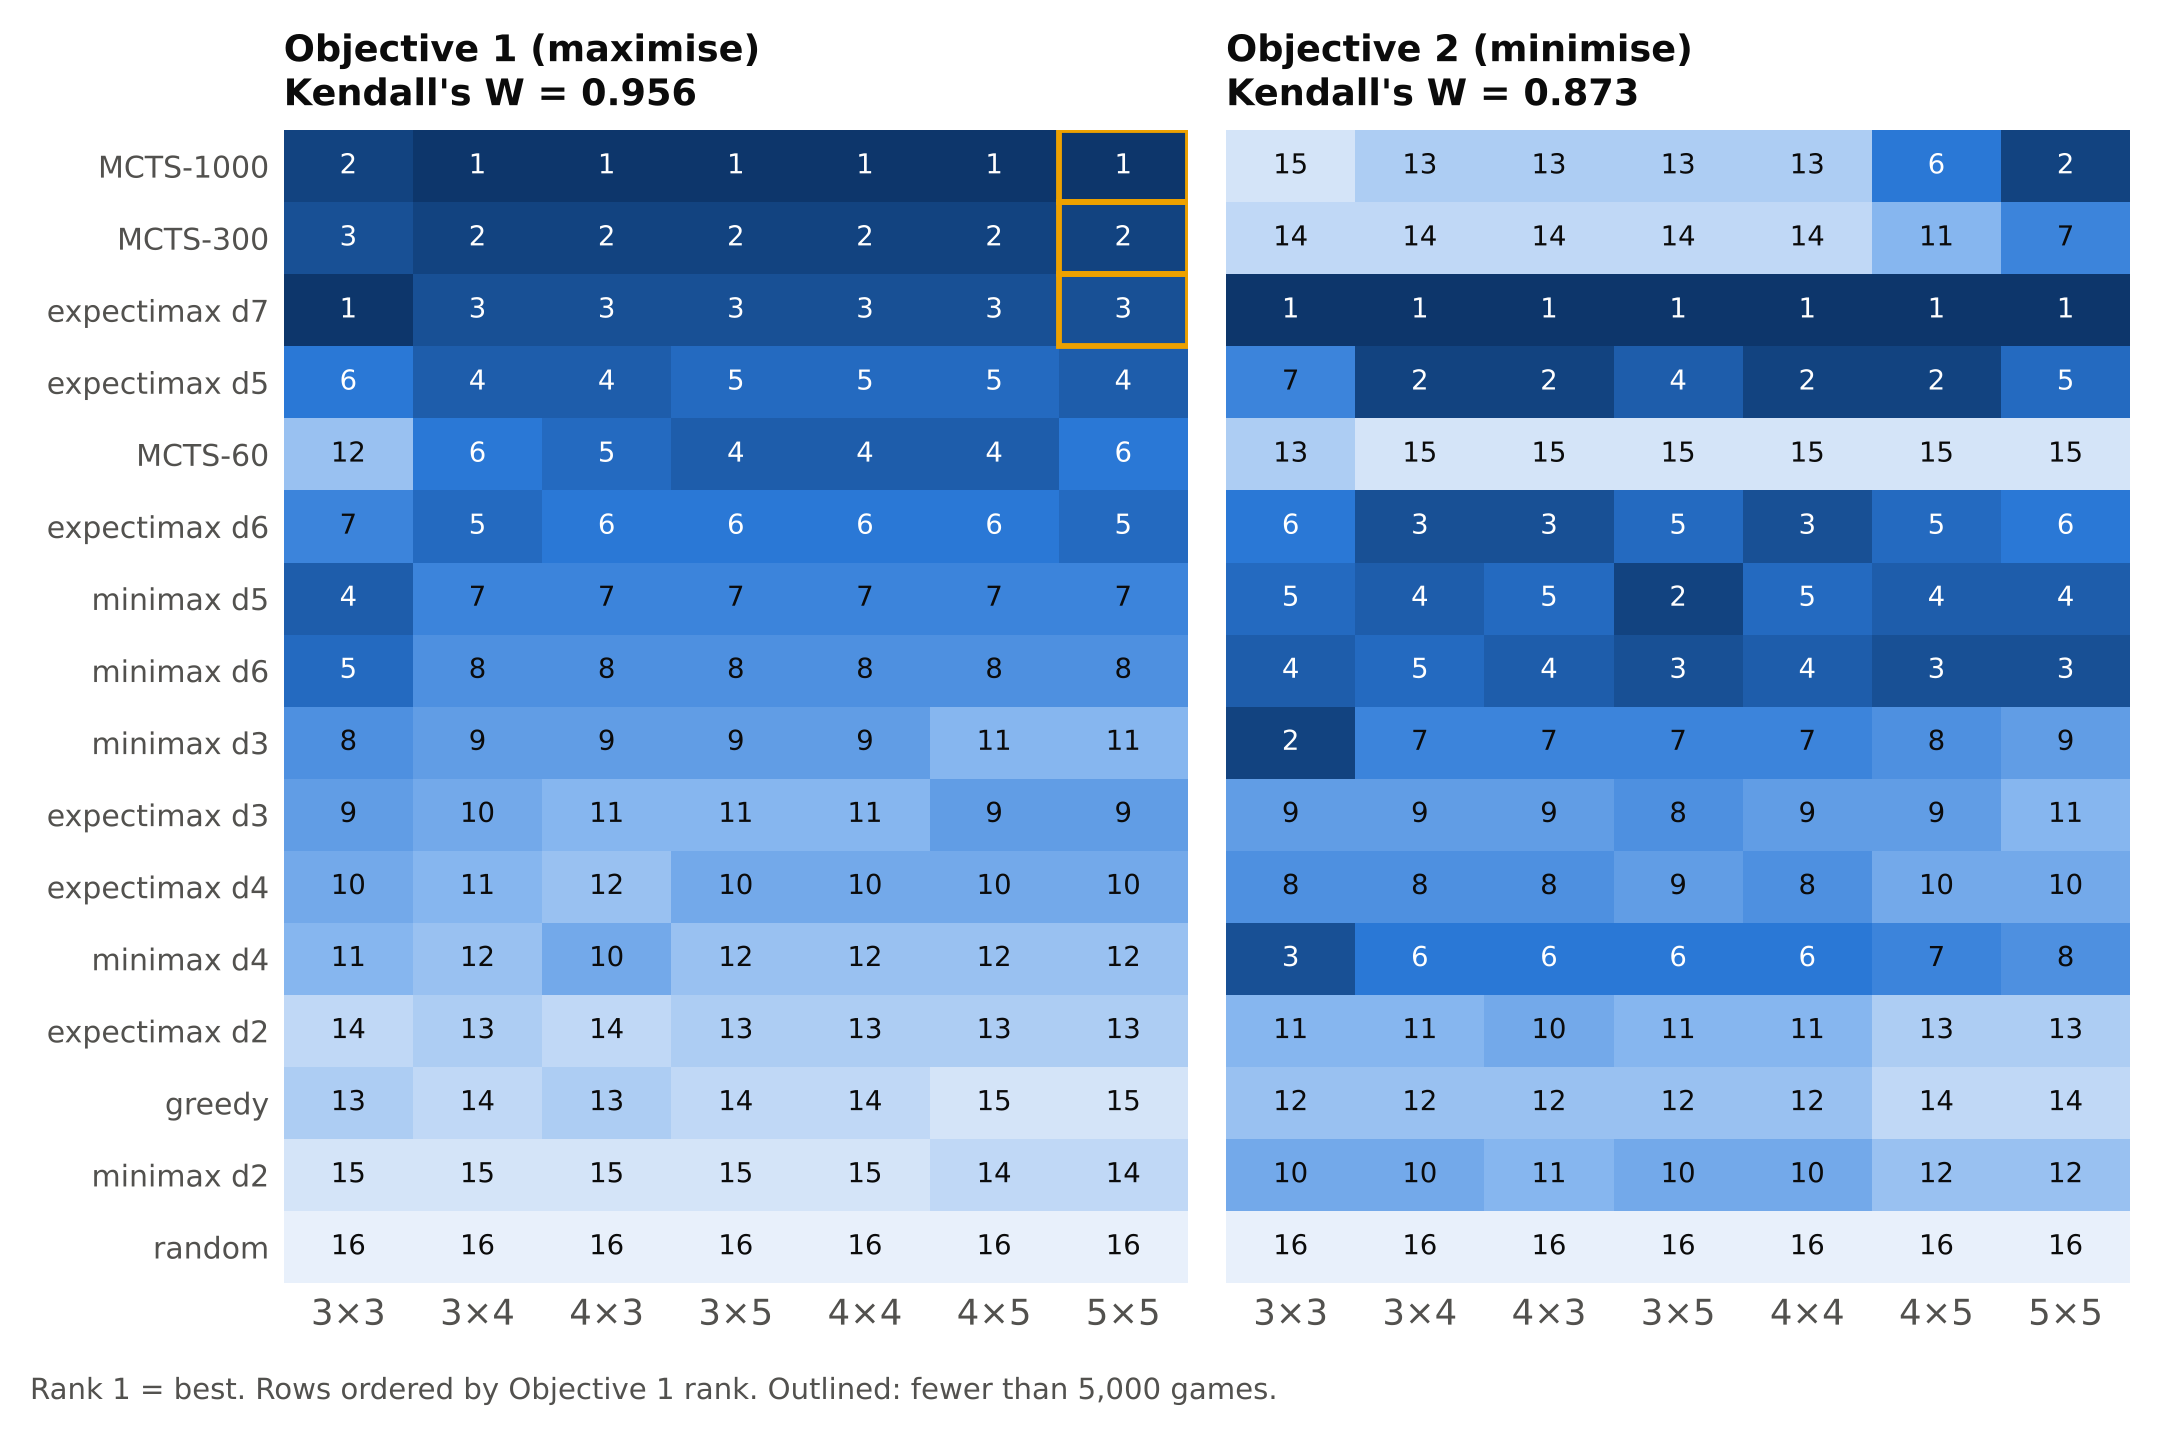 Objective 1 (maximise)
Kendall's W = 0.956
Objective 2 (minimise)
Kendall's W = 0.873
MCTS-1000 2 1 1 1 1 1 1 15 13 13 13 13 6 2
MCTS-300 3 2 2 2 2 2 2 14 14 14 14 14 11 7
expectimax d7 1 3 3 3 3 3 3 1 1 1 1 1 1 1
expectimax d5 6 4 4 5 5 5 4 7 2 2 4 2 2 5
MCTS-60 12 6 5 4 4 4 6 13 15 15 15 15 15 15
expectimax d6 7 5 6 6 6 6 5 6 3 3 5 3 5 6
minimax d5 4 7 7 7 7 7 7 5 4 5 2 5 4 4
minimax d6 5 8 8 8 8 8 8 4 5 4 3 4 3 3
minimax d3 8 9 9 9 9 11 11 2 7 7 7 7 8 9
expectimax d3 9 10 11 11 11 9 9 9 9 9 8 9 9 11
expectimax d4 10 11 12 10 10 10 10 8 8 8 9 8 10 10
minimax d4 11 12 10 12 12 12 12 3 6 6 6 6 7 8
expectimax d2 14 13 14 13 13 13 13 11 11 10 11 11 13 13
greedy 13 14 13 14 14 15 15 12 12 12 12 12 14 14
minimax d2 15 15 15 15 15 14 14 10 10 11 10 10 12 12
random 16 16 16 16 16 16 16 16 16 16 16 16 16 16
3×3 3×4 4×3 3×5 4×4 4×5 5×5 3×3 3×4 4×3 3×5 4×4 4×5 5×5
Rank 1 = best. Rows ordered by Objective 1 rank. Outlined: fewer than 5,000 games.